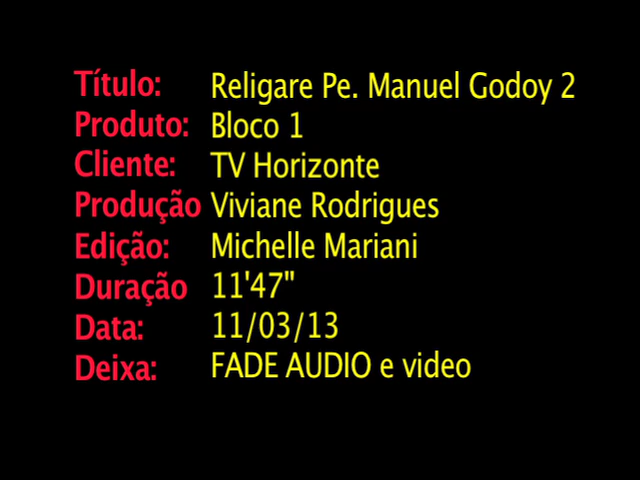 Título: Religare Pe. Manuel Godoy 2
Produto: Bloco 1
Cliente: TV Horizonte
Produção Viviane Rodrigues
Edição: Michelle Mariani
Duração 11'47"
Data: 11/03/13
Deixa: FADE AUDIO e video